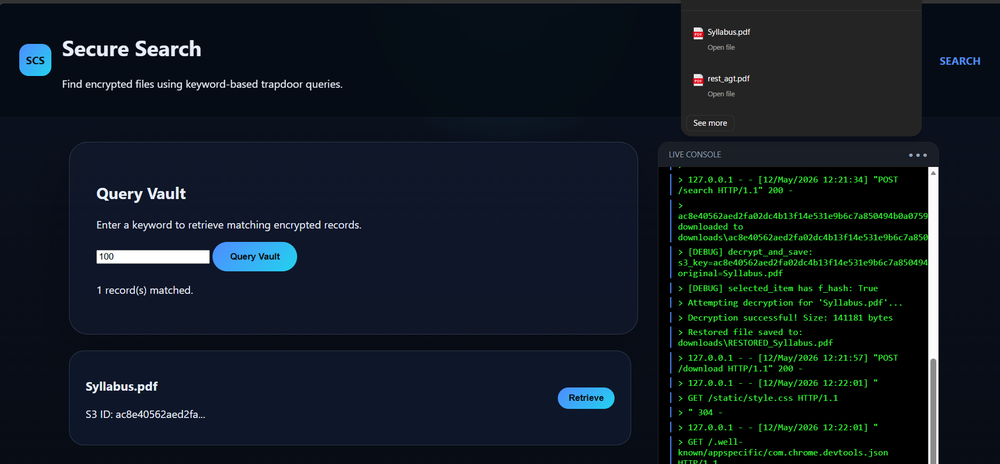 SCS
Secure Search
Find encrypted files using keyword-based trapdoor queries.
PDF
Syllabus.pdf
Open file
PDF
rest_agt.pdf
Open file
See more
SEARCH
Query Vault
Enter a keyword to retrieve matching encrypted records.
100
Query Vault
1 record(s) matched.
Syllabus.pdf
S3 ID: ac8e40562aed2fa...
Retrieve
LIVE CONSOLE
> 127.0.0.1 - - [12/May/2026 12:21:34] "POST
/search HTTP/1.1" 200 -
>
ac8e40562aed2fa02dc4b13f14e531e9b6c7a850494b0a0759
downloaded to
downloads\ac8e40562aed2fa02dc4b13f14e531e9b6c7a850
> [DEBUG] decrypt_and_save:
s3_key=ac8e40562aed2fa02dc4b13f14e531e9b6c7a850494
original=Syllabus.pdf
> [DEBUG] selected_item has f_hash: True
> Attempting decryption for 'Syllabus.pdf'...
> Decryption successful! Size: 141181 bytes
> Restored file saved to:
downloads\RESTORED_Syllabus.pdf
> 127.0.0.1 - - [12/May/2026 12:21:57] "POST
/download HTTP/1.1" 200 -
> 127.0.0.1 - - [12/May/2026 12:22:01] "
> GET /static/style.css HTTP/1.1
> " 304 -
> 127.0.0.1 - - [12/May/2026 12:22:01] "
> GET /.well-
known/appspecific/com.chrome.devtools.json
HTTP/1.1